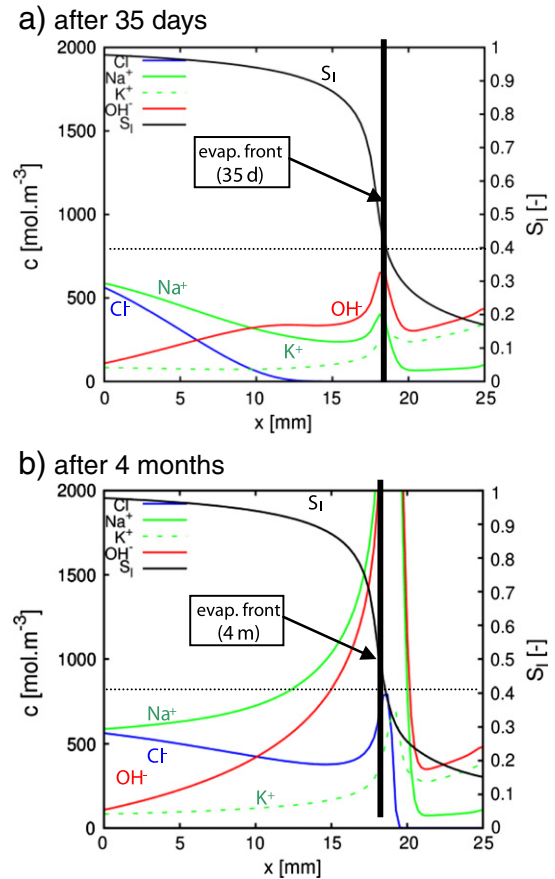 a) after 35 days
2000
1500
1000
500
0
c [mol.m⁻³]
Cl⁻
Na⁺
K⁺
OH⁻
Sₗ
Sₗ
evap. front
(35 d)
Na⁺
Cl⁻
OH⁻
K⁺
1
0.9
0.8
0.7
0.6
0.5
0.4
0.3
0.2
0.1
0
Sₗ [-]
0 5 10 15 20 25
x [mm]
b) after 4 months
2000
1500
1000
500
0
c [mol.m⁻³]
Cl⁻
Na⁺
K⁺
OH⁻
Sₗ
Sₗ
evap. front
(4 m)
Na⁺
Cl⁻
OH⁻
K⁺
1
0.9
0.8
0.7
0.6
0.5
0.4
0.3
0.2
0.1
0
Sₗ [-]
0 5 10 15 20 25
x [mm]